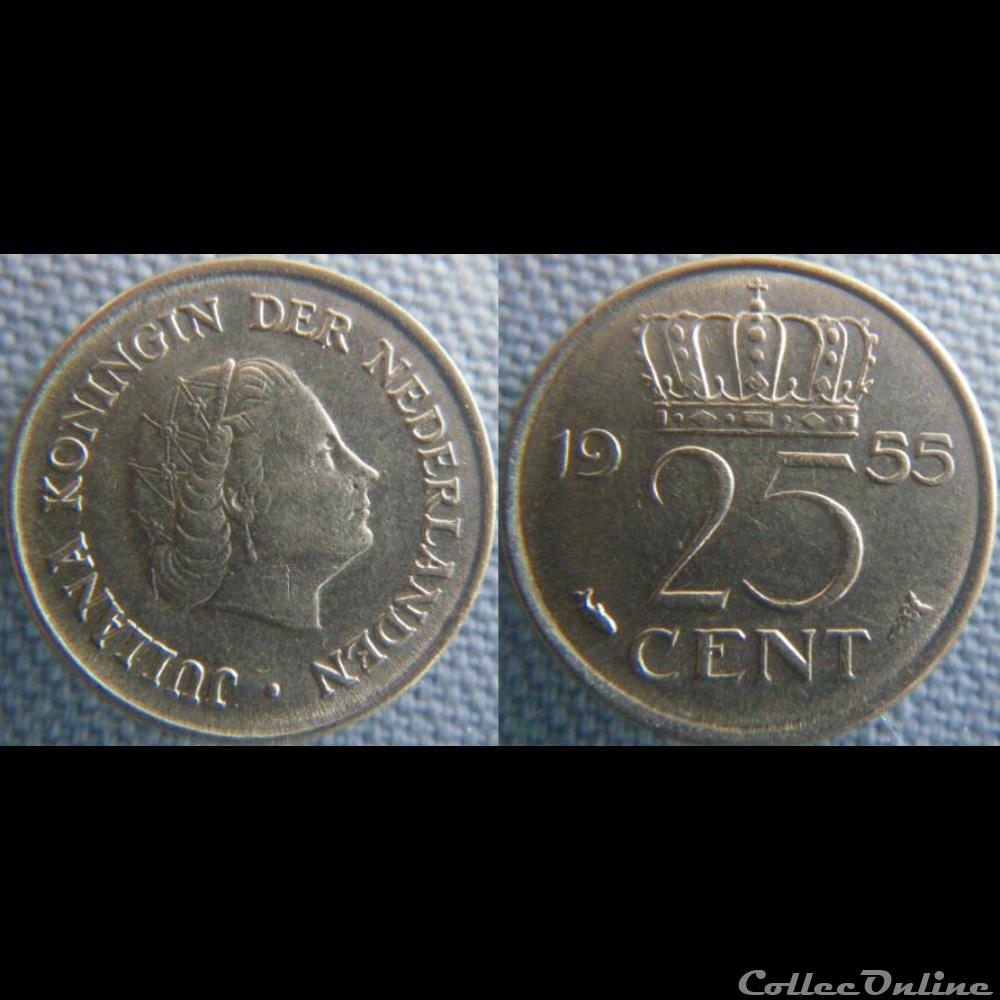 JULIANA KONINGIN DER NEDERLANDEN ·
19 55
25
CENT
CollecOnline